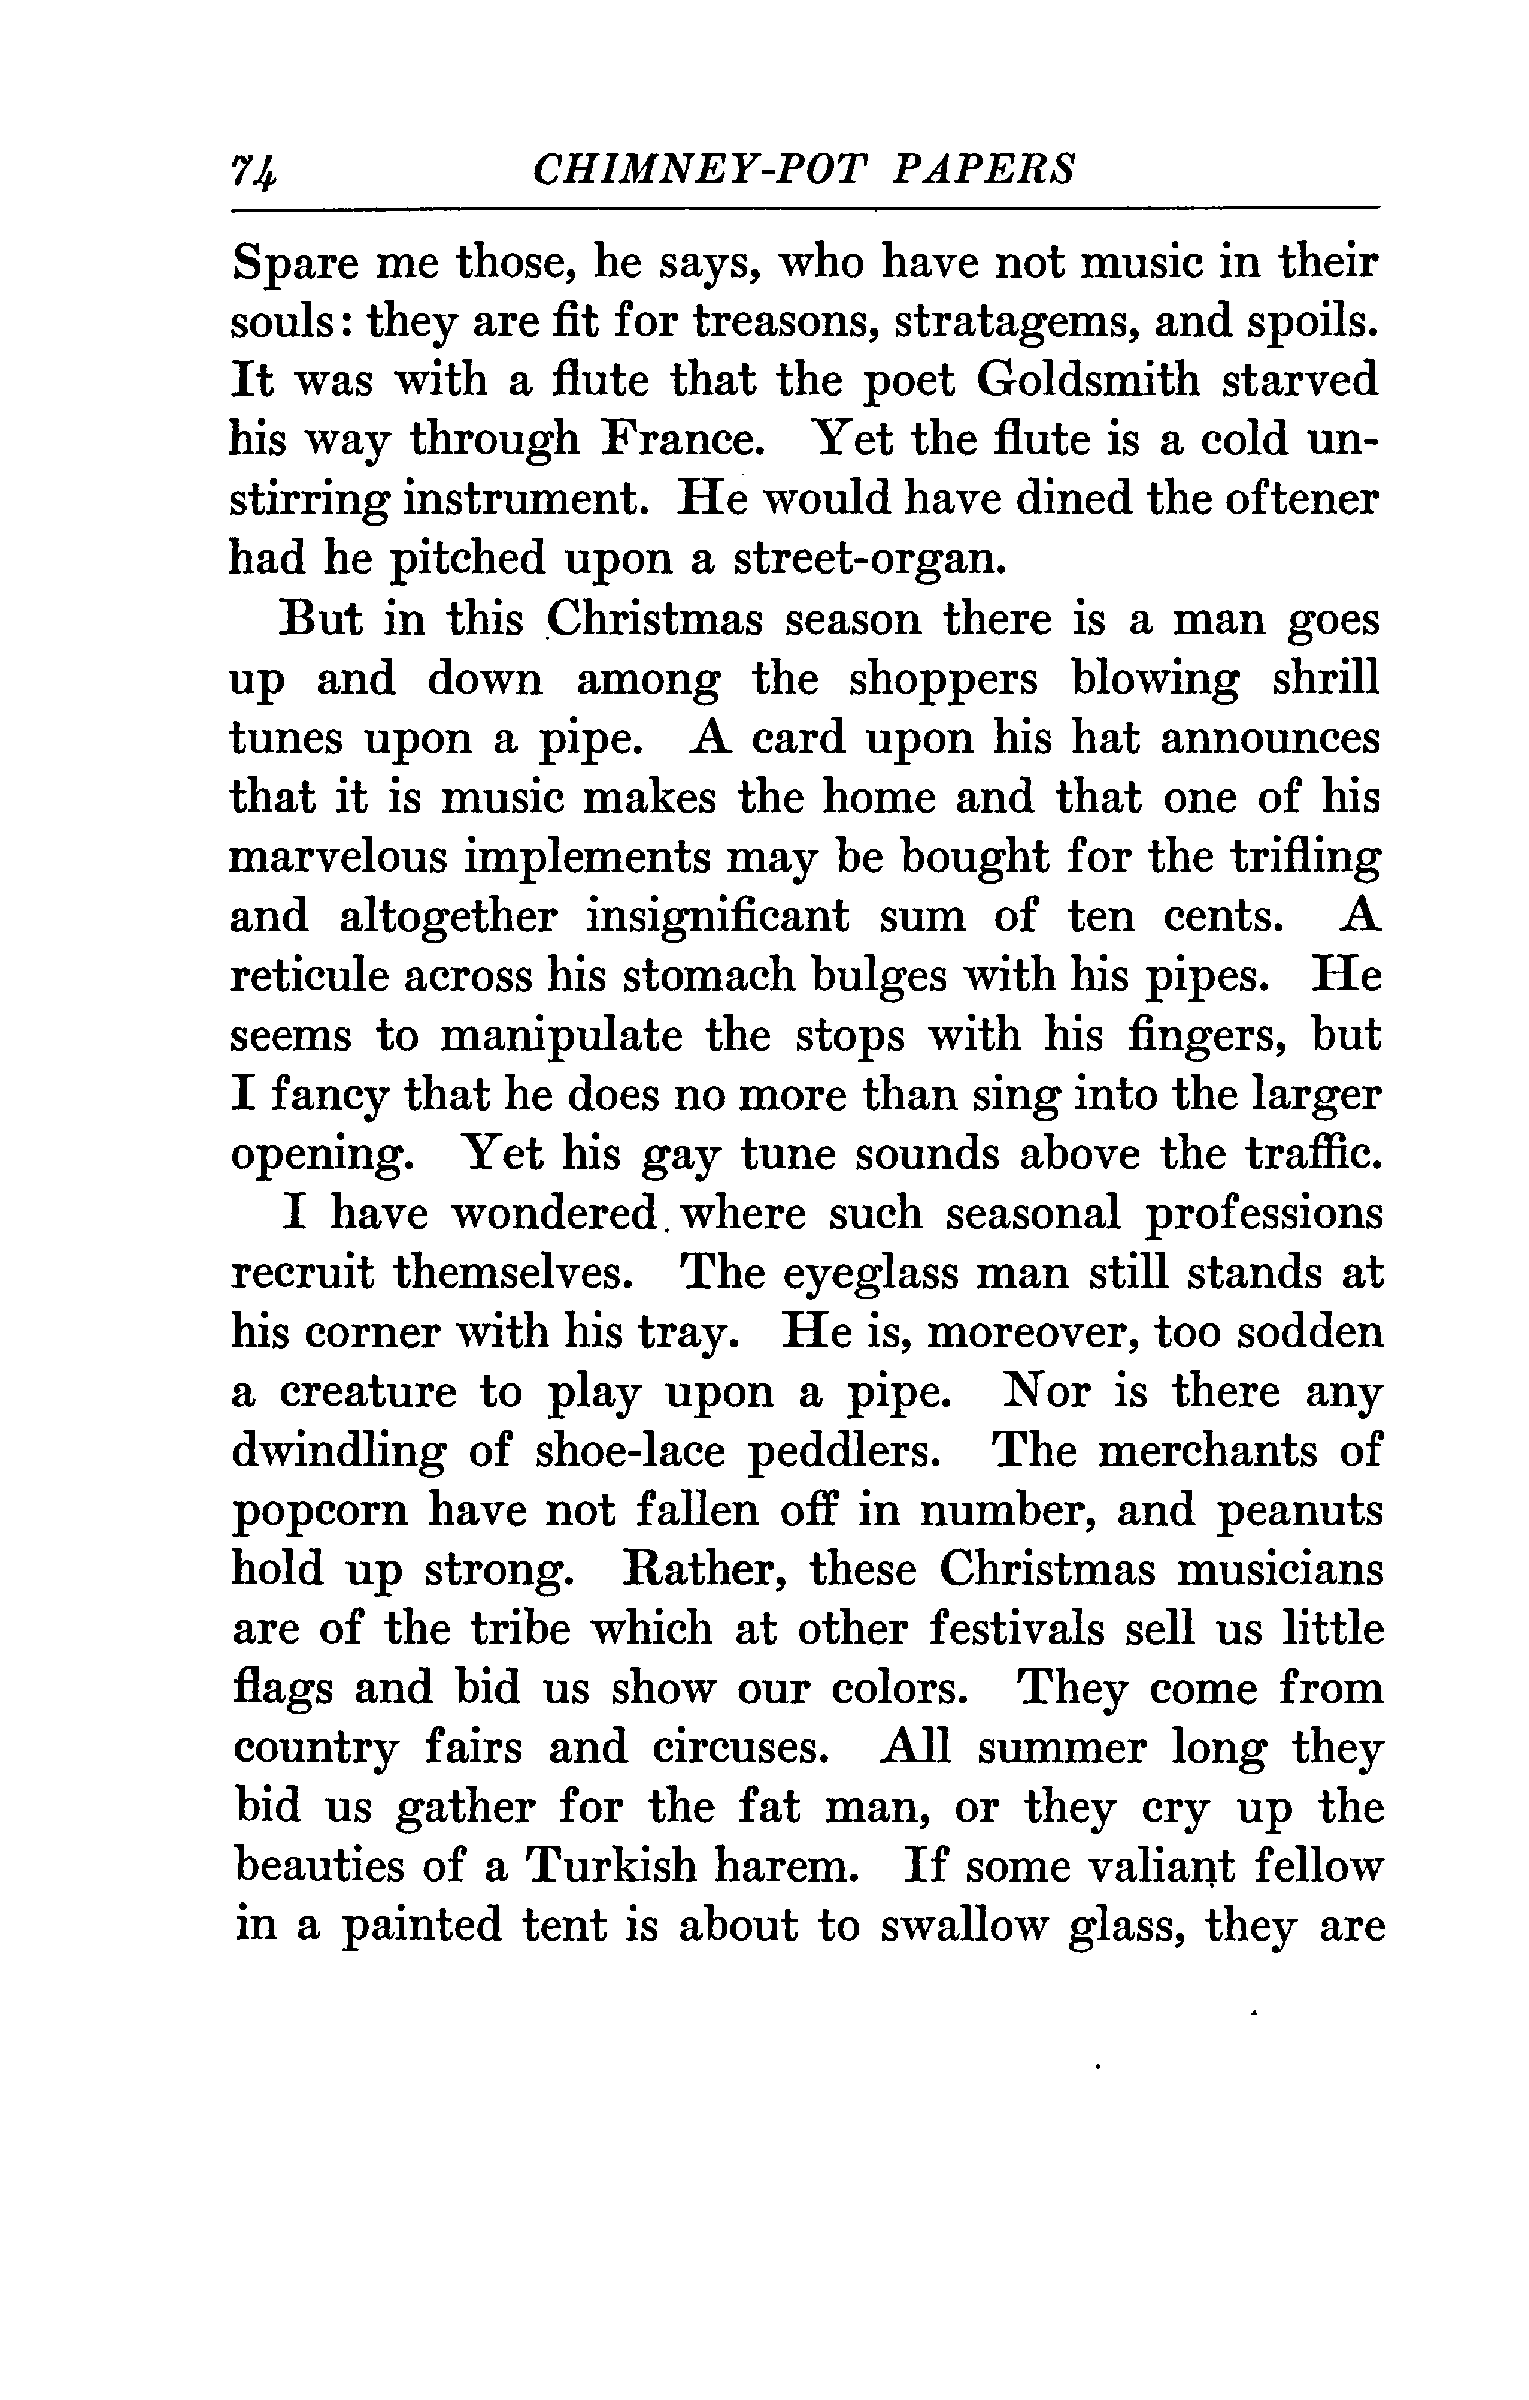 74 CHIMNEY-POT PAPERS
Spare me those, he says, who have not music in their
souls: they are fit for treasons, stratagems, and spoils.
It was with a flute that the poet Goldsmith starved
his way through France. Yet the flute is a cold un-
stirring instrument. He would have dined the oftener
had he pitched upon a street-organ.
But in this Christmas season there is a man goes
up and down among the shoppers blowing shrill
tunes upon a pipe. A card upon his hat announces
that it is music makes the home and that one of his
marvelous implements may be bought for the trifling
and altogether insignificant sum of ten cents. A
reticule across his stomach bulges with his pipes. He
seems to manipulate the stops with his fingers, but
I fancy that he does no more than sing into the larger
opening. Yet his gay tune sounds above the traffic.
I have wondered where such seasonal professions
recruit themselves. The eyeglass man still stands at
his corner with his tray. He is, moreover, too sodden
a creature to play upon a pipe. Nor is there any
dwindling of shoe-lace peddlers. The merchants of
popcorn have not fallen off in number, and peanuts
hold up strong. Rather, these Christmas musicians
are of the tribe which at other festivals sell us little
flags and bid us show our colors. They come from
country fairs and circuses. All summer long they
bid us gather for the fat man, or they cry up the
beauties of a Turkish harem. If some valiant fellow
in a painted tent is about to swallow glass, they are